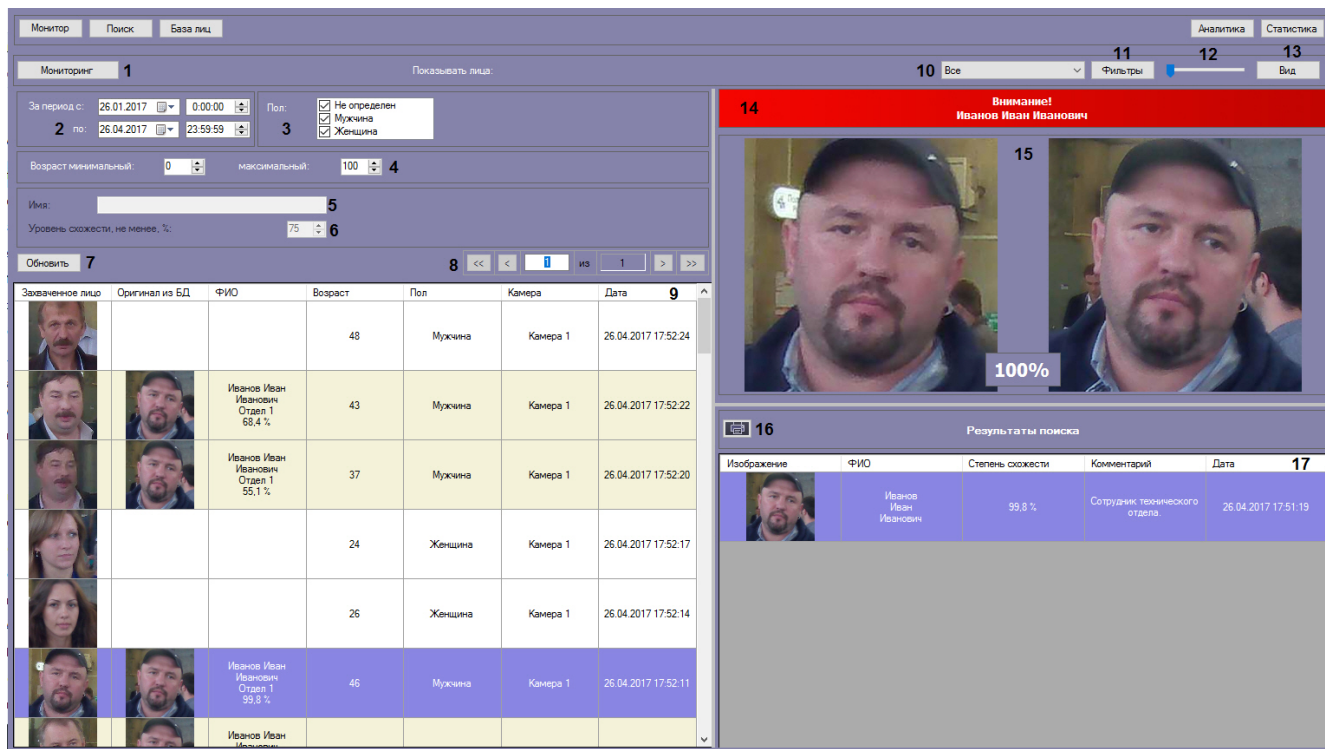 Монитор Поиск База лиц Аналитика Статистика
Мониторинг 1 Показывать лица: 10 Все 11 Фильтры 12 13 Вид
За период с: 26.01.2017 0:00:00 Пол: Не определен
Мужчина
2 по: 26.04.2017 23:59:59 3 Женщина
Возраст минимальный: 0 максимальный: 100 4
Имя: 5
Уровень схожести, не менее, %: 75 6
Обновить 7 8 << < 1 из 1 > >>
Захваченное лицо Оригинал из БД ФИО Возраст Пол Камера Дата 9
48 Мужчина Камера 1 26.04.2017 17:52:24
Иванов Иван
Иванович
Отдел 1
68,4 %
43 Мужчина Камера 1 26.04.2017 17:52:22
Иванов Иван
Иванович
Отдел 1
55,1 %
37 Мужчина Камера 1 26.04.2017 17:52:20
24 Женщина Камера 1 26.04.2017 17:52:17
26 Женщина Камера 1 26.04.2017 17:52:14
Иванов Иван
Иванович
Отдел 1
99,8 %
46 Мужчина Камера 1 26.04.2017 17:52:11
Иванов Иван
14 Внимание!
Иванов Иван Иванович
15
100%
16 Результаты поиска
Изображение ФИО Степень схожести Комментарий Дата 17
Иванов
Иван
Иванович
99,8 %
Сотрудник технического
отдела.
26.04.2017 17:51:19